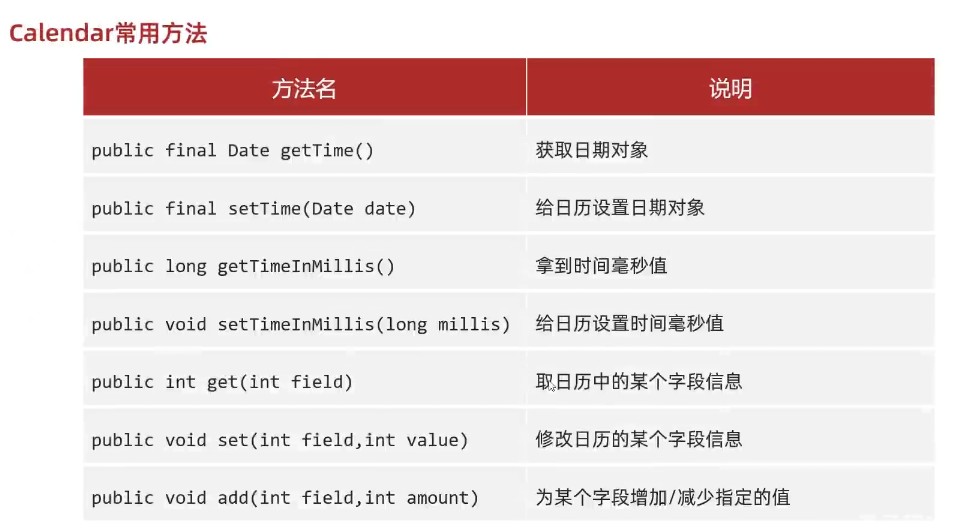 Calendar常用方法
方法名 说明
public final Date getTime() 获取日期对象
public final setTime(Date date) 给日历设置日期对象
public long getTimeInMillis() 拿到时间毫秒值
public void setTimeInMillis(long millis) 给日历设置时间毫秒值
public int get(int field) 取日历中的某个字段信息
public void set(int field,int value) 修改日历的某个字段信息
public void add(int field,int amount) 为某个字段增加/减少指定的值